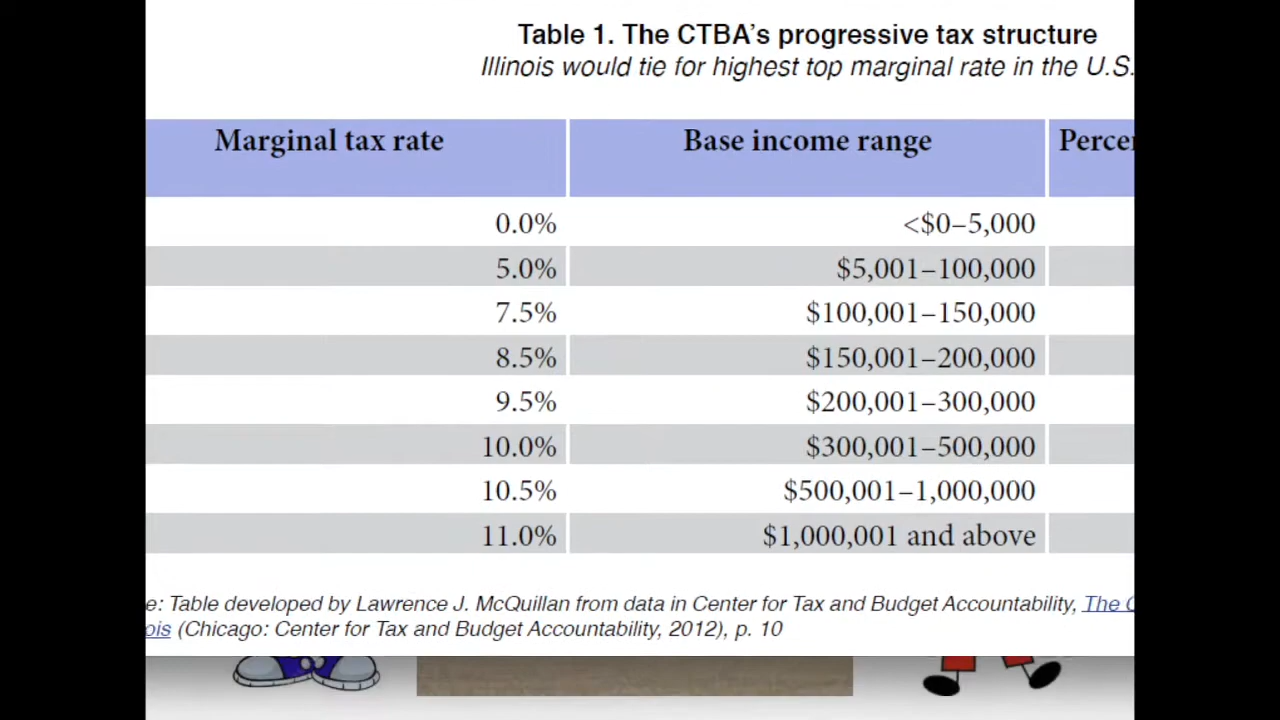 Table 1. The CTBA's progressive tax structure
Illinois would tie for highest top marginal rate in the U.S.
Marginal tax rate Base income range Percer
0.0% <$0–5,000
5.0% $5,001–100,000
7.5% $100,001–150,000
8.5% $150,001–200,000
9.5% $200,001–300,000
10.0% $300,001–500,000
10.5% $500,001–1,000,000
11.0% $1,000,001 and above
e: Table developed by Lawrence J. McQuillan from data in Center for Tax and Budget Accountability, The C
ois (Chicago: Center for Tax and Budget Accountability, 2012), p. 10